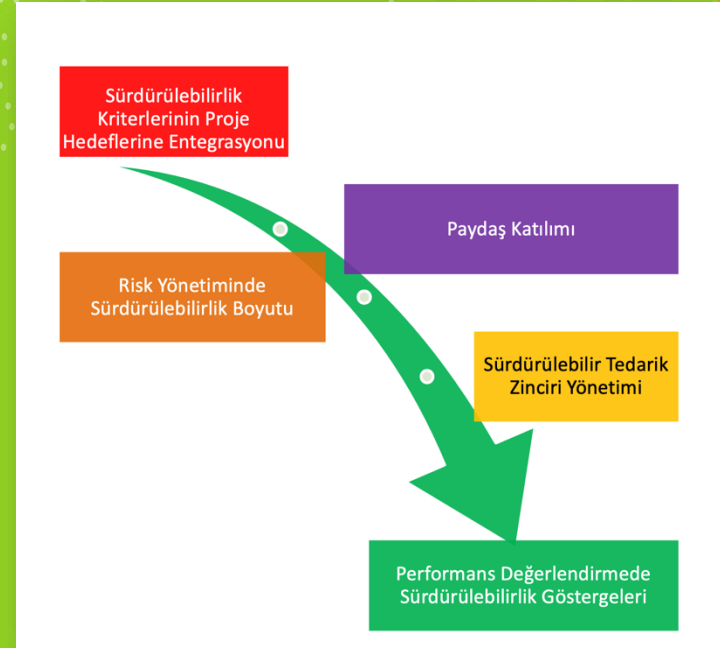 Sürdürülebilirlik
Kriterlerinin Proje
Hedeflerine Entegrasyonu
Paydaş Katılımı
Risk Yönetiminde
Sürdürülebilirlik Boyutu
Sürdürülebilir Tedarik
Zinciri Yönetimi
Performans Değerlendirmede
Sürdürülebilirlik Göstergeleri